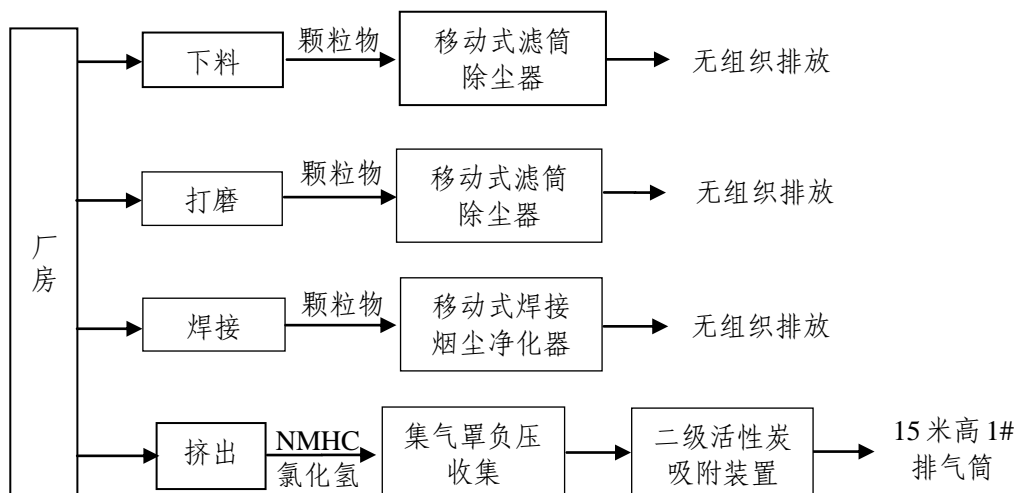 厂
房
下料
颗粒物
移动式滤筒
除尘器
无组织排放
打磨
颗粒物
移动式滤筒
除尘器
无组织排放
焊接
颗粒物
移动式焊接
烟尘净化器
无组织排放
挤出
NMHC
氯化氢
集气罩负压
收集
二级活性炭
吸附装置
15 米高 1#
排气筒